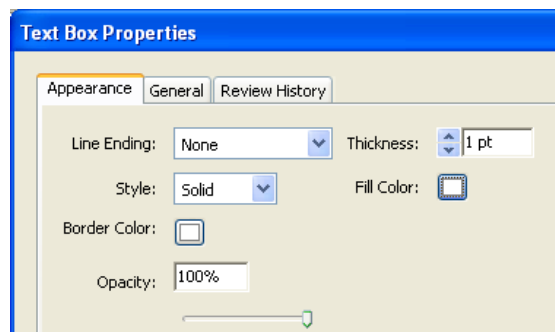 Text Box Properties
Appearance General Review History
Line Ending: None Thickness: 1 pt
Style: Solid Fill Color:
Border Color:
Opacity: 100%